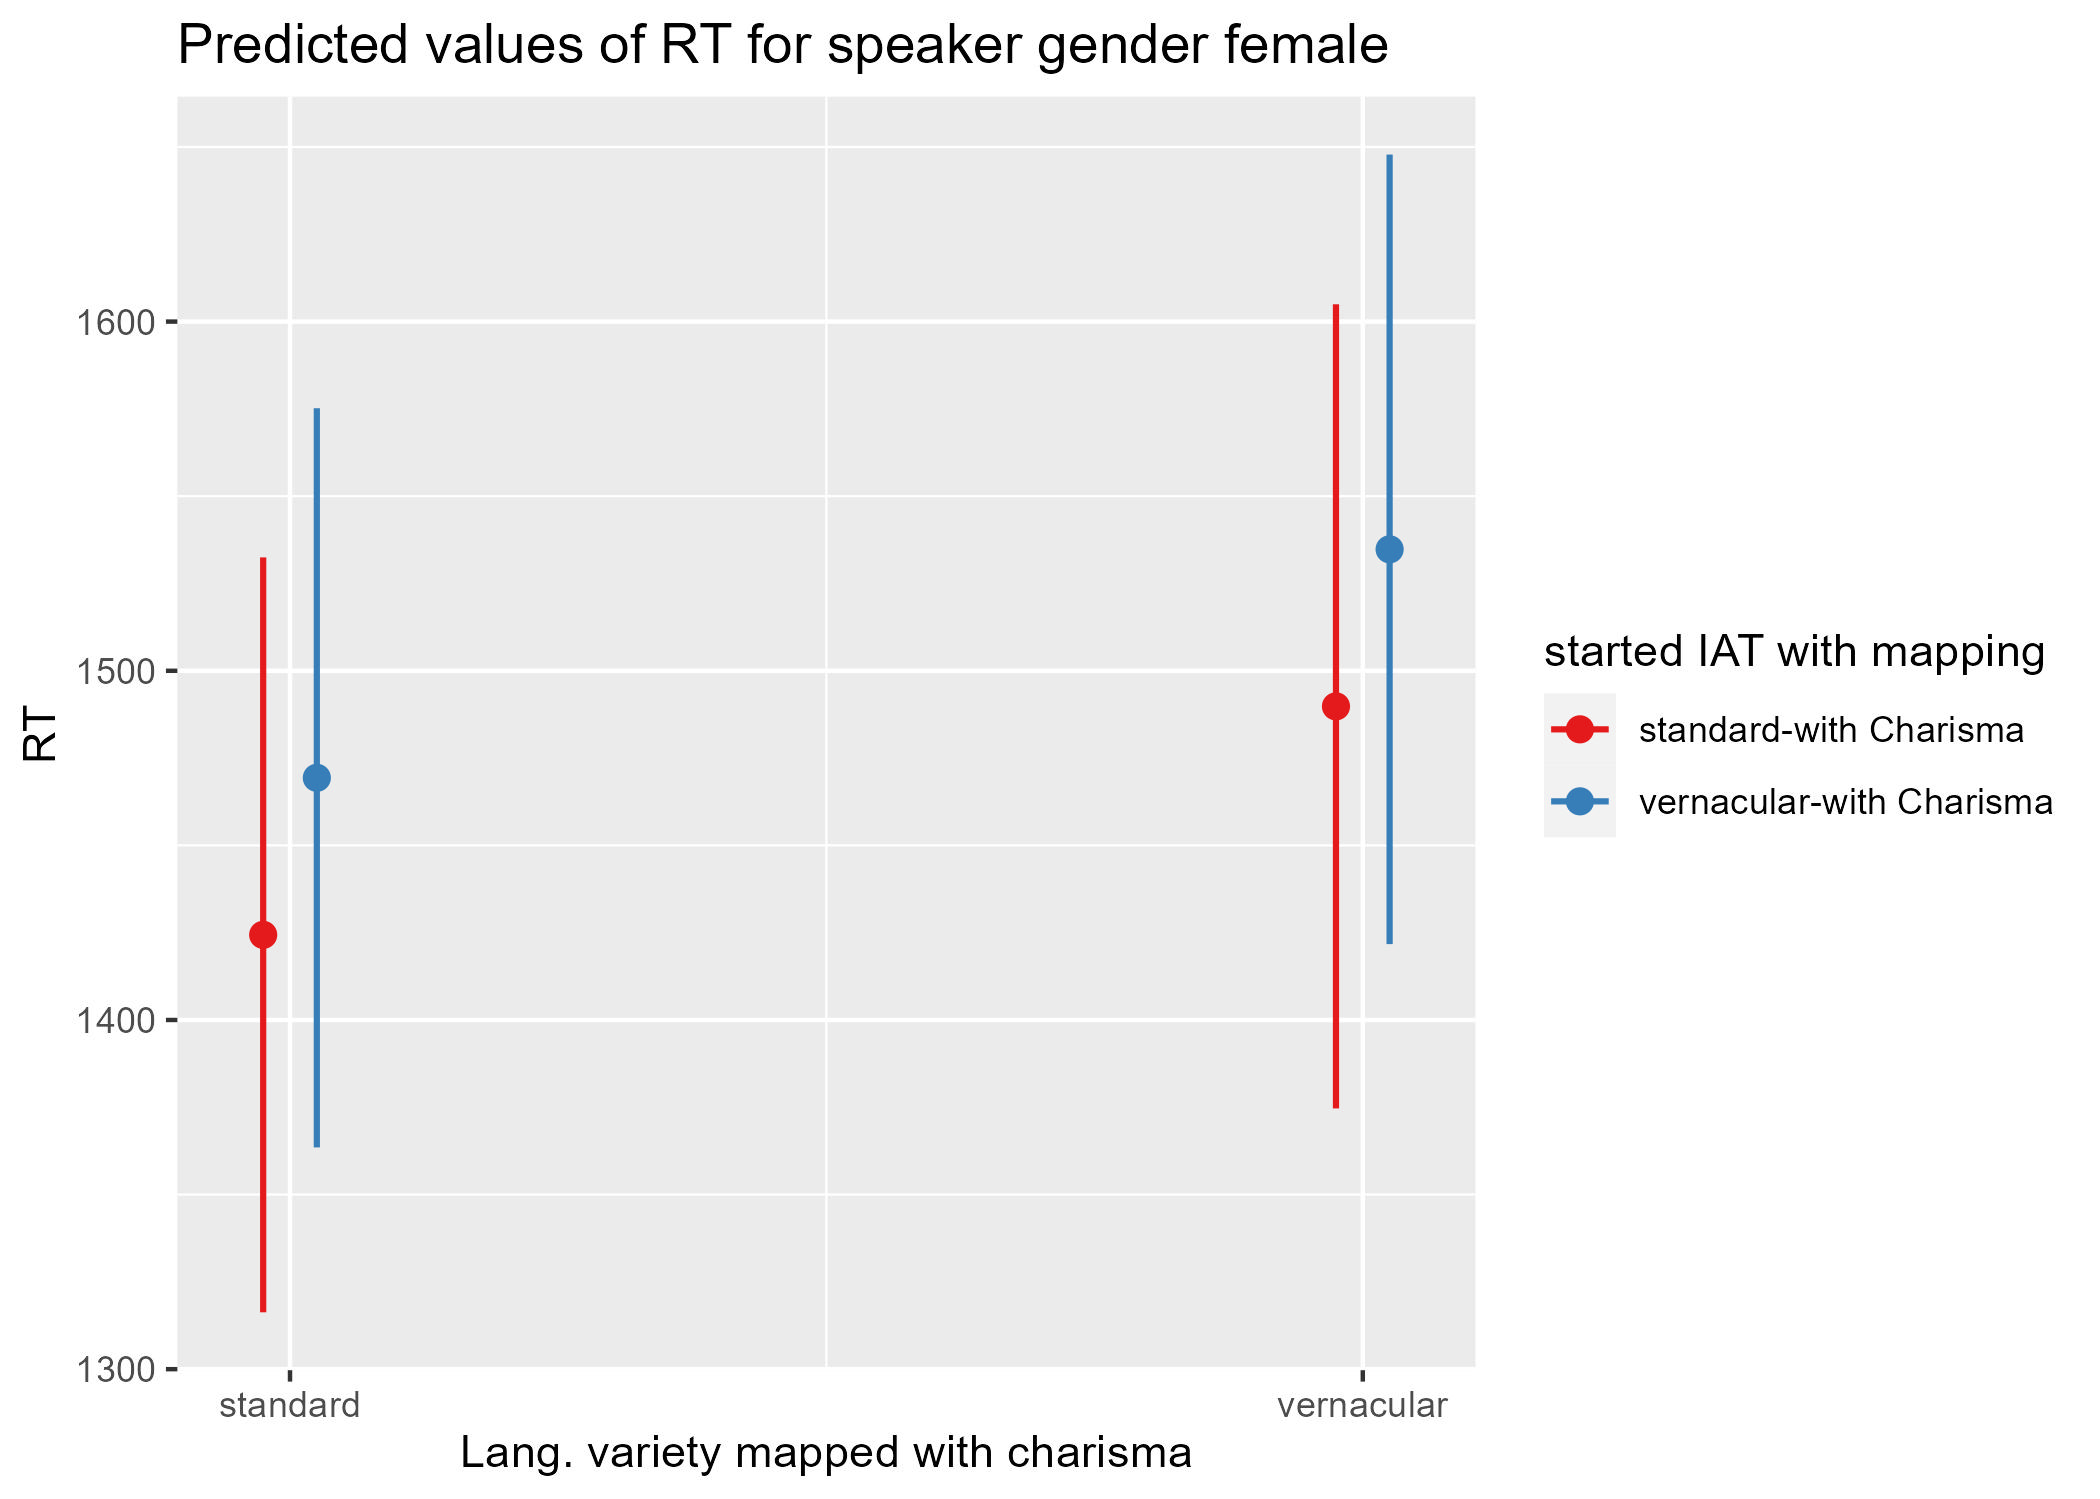 Predicted values of RT for speaker gender female
RT
1600
1500
1400
1300
standard
vernacular
Lang. variety mapped with charisma
started IAT with mapping
standard-with Charisma
vernacular-with Charisma